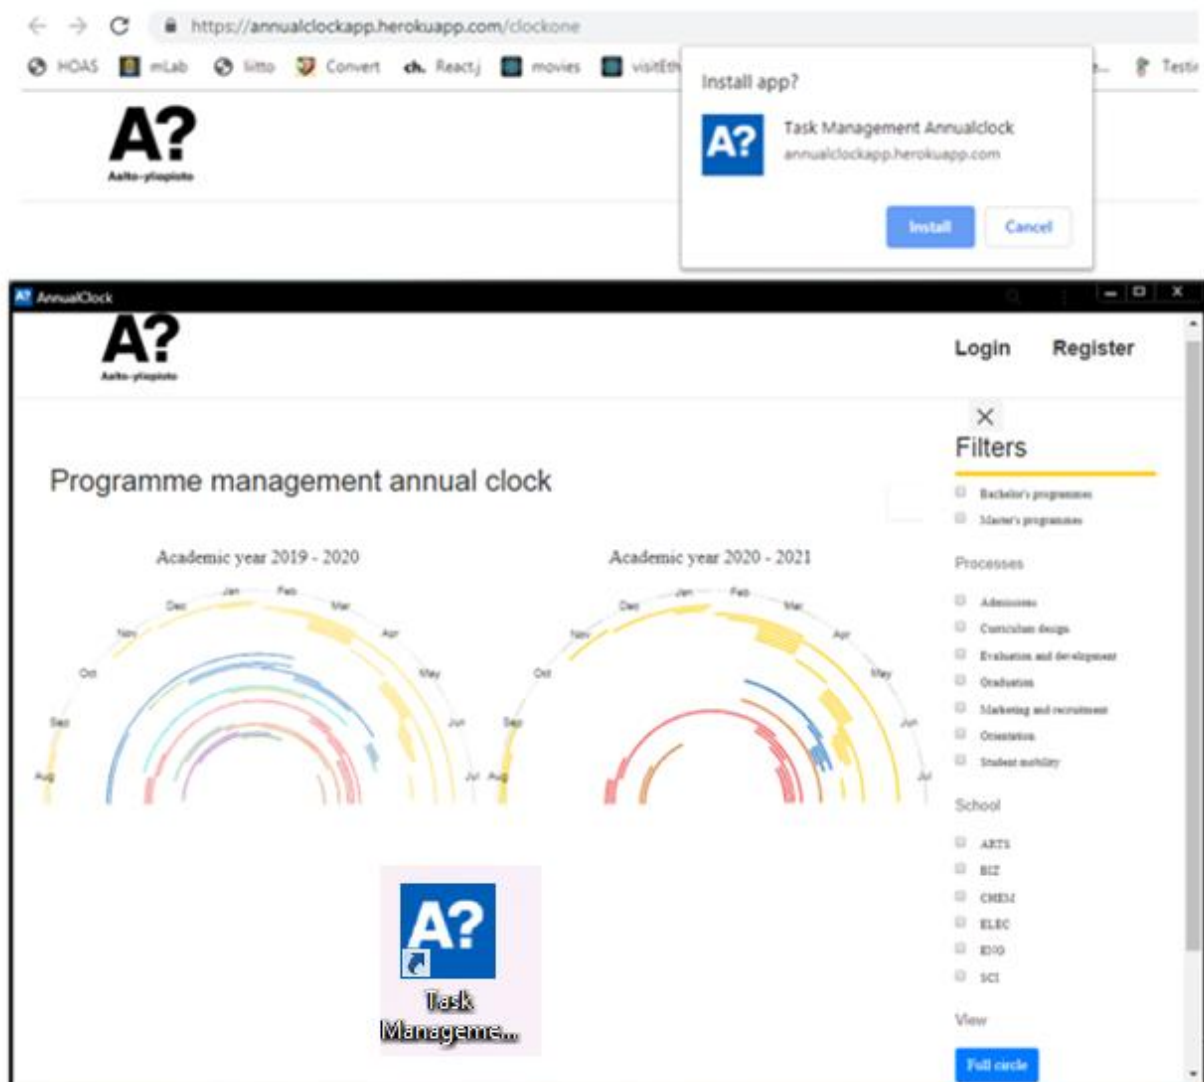 https://annualclockapp.herokuapp.com/clockone
HOAS mLab liitto Convert ch. React.j movies visitEth
Testi
A?
Aalto-yliopisto
Install app?
A?
Task Management Annualclock
annualclockapp.herokuapp.com
Install Cancel
A? AnnualClock
A?
Aalto-yliopisto
Login Register
Filters
Bachelor's programmes
Master's programmes
Processes
Admissions
Curriculum design
Evaluation and development
Graduation
Marketing and recruitment
Orientation
Student mobility
School
ARTS
BIZ
CHEM
ELEC
ENG
SCI
View
Full circle
Programme management annual clock
Academic year 2019 - 2020
Aug
Sep
Oct
Nov
Dec
Jan
Feb
Mar
Apr
May
Jun
Jul
Academic year 2020 - 2021
Aug
Sep
Oct
Nov
Dec
Jan
Feb
Mar
Apr
May
Jun
Jul
A?
Task
Manageme...